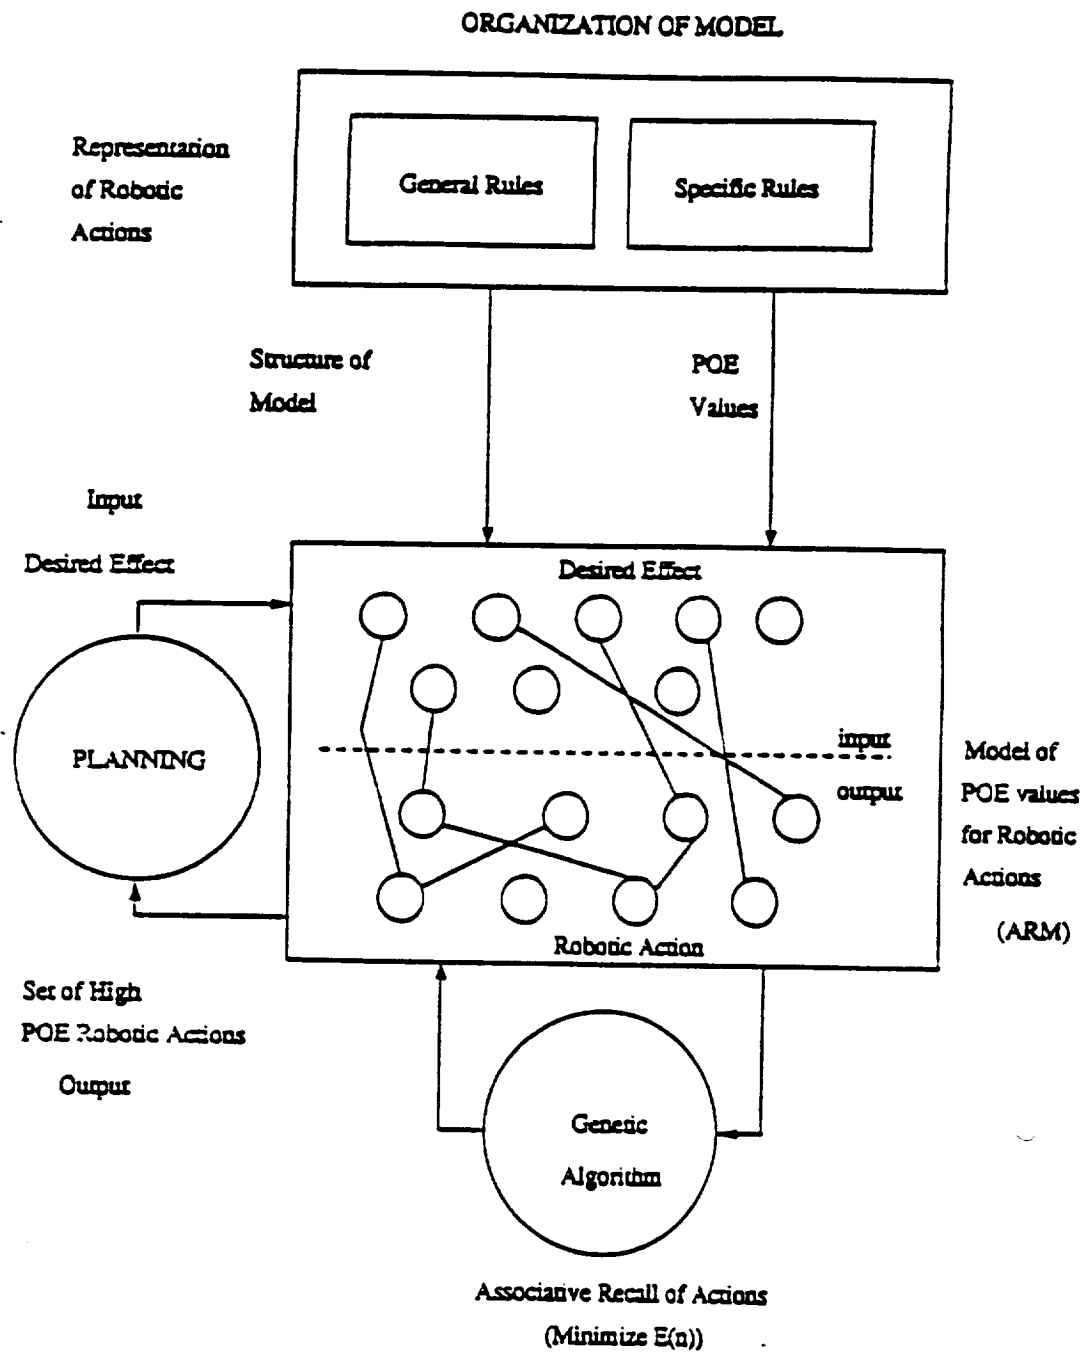 ORGANIZATION OF MODEL
Representation
of Robotic
Actions
General Rules
Specific Rules
Structure of
Model
POE
Values
Input
Desired Effect
Desired Effect
PLANNING
input
output
Model of
POE values
for Robotic
Actions
(ARM)
Robotic Action
Set of High
POE Robotic Actions
Output
Genetic
Algorithm
Associative Recall of Actions
(Minimize E(n))